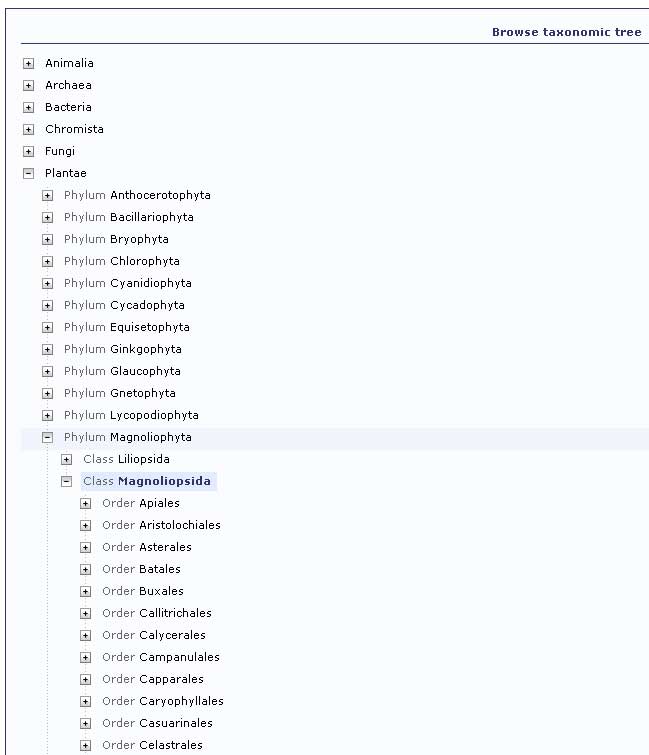 Browse taxonomic tree
Animalia
Archaea
Bacteria
Chromista
Fungi
Plantae
Phylum Anthocerotophyta
Phylum Bacillariophyta
Phylum Bryophyta
Phylum Chlorophyta
Phylum Cyanidiophyta
Phylum Cycadophyta
Phylum Equisetophyta
Phylum Ginkgophyta
Phylum Glaucophyta
Phylum Gnetophyta
Phylum Lycopodiophyta
Phylum Magnoliophyta
Class Liliopsida
Class Magnoliopsida
Order Apiales
Order Aristolochiales
Order Asterales
Order Batales
Order Buxales
Order Callitrichales
Order Calycerales
Order Campanulales
Order Capparales
Order Caryophyllales
Order Casuarinales
Order Celastrales